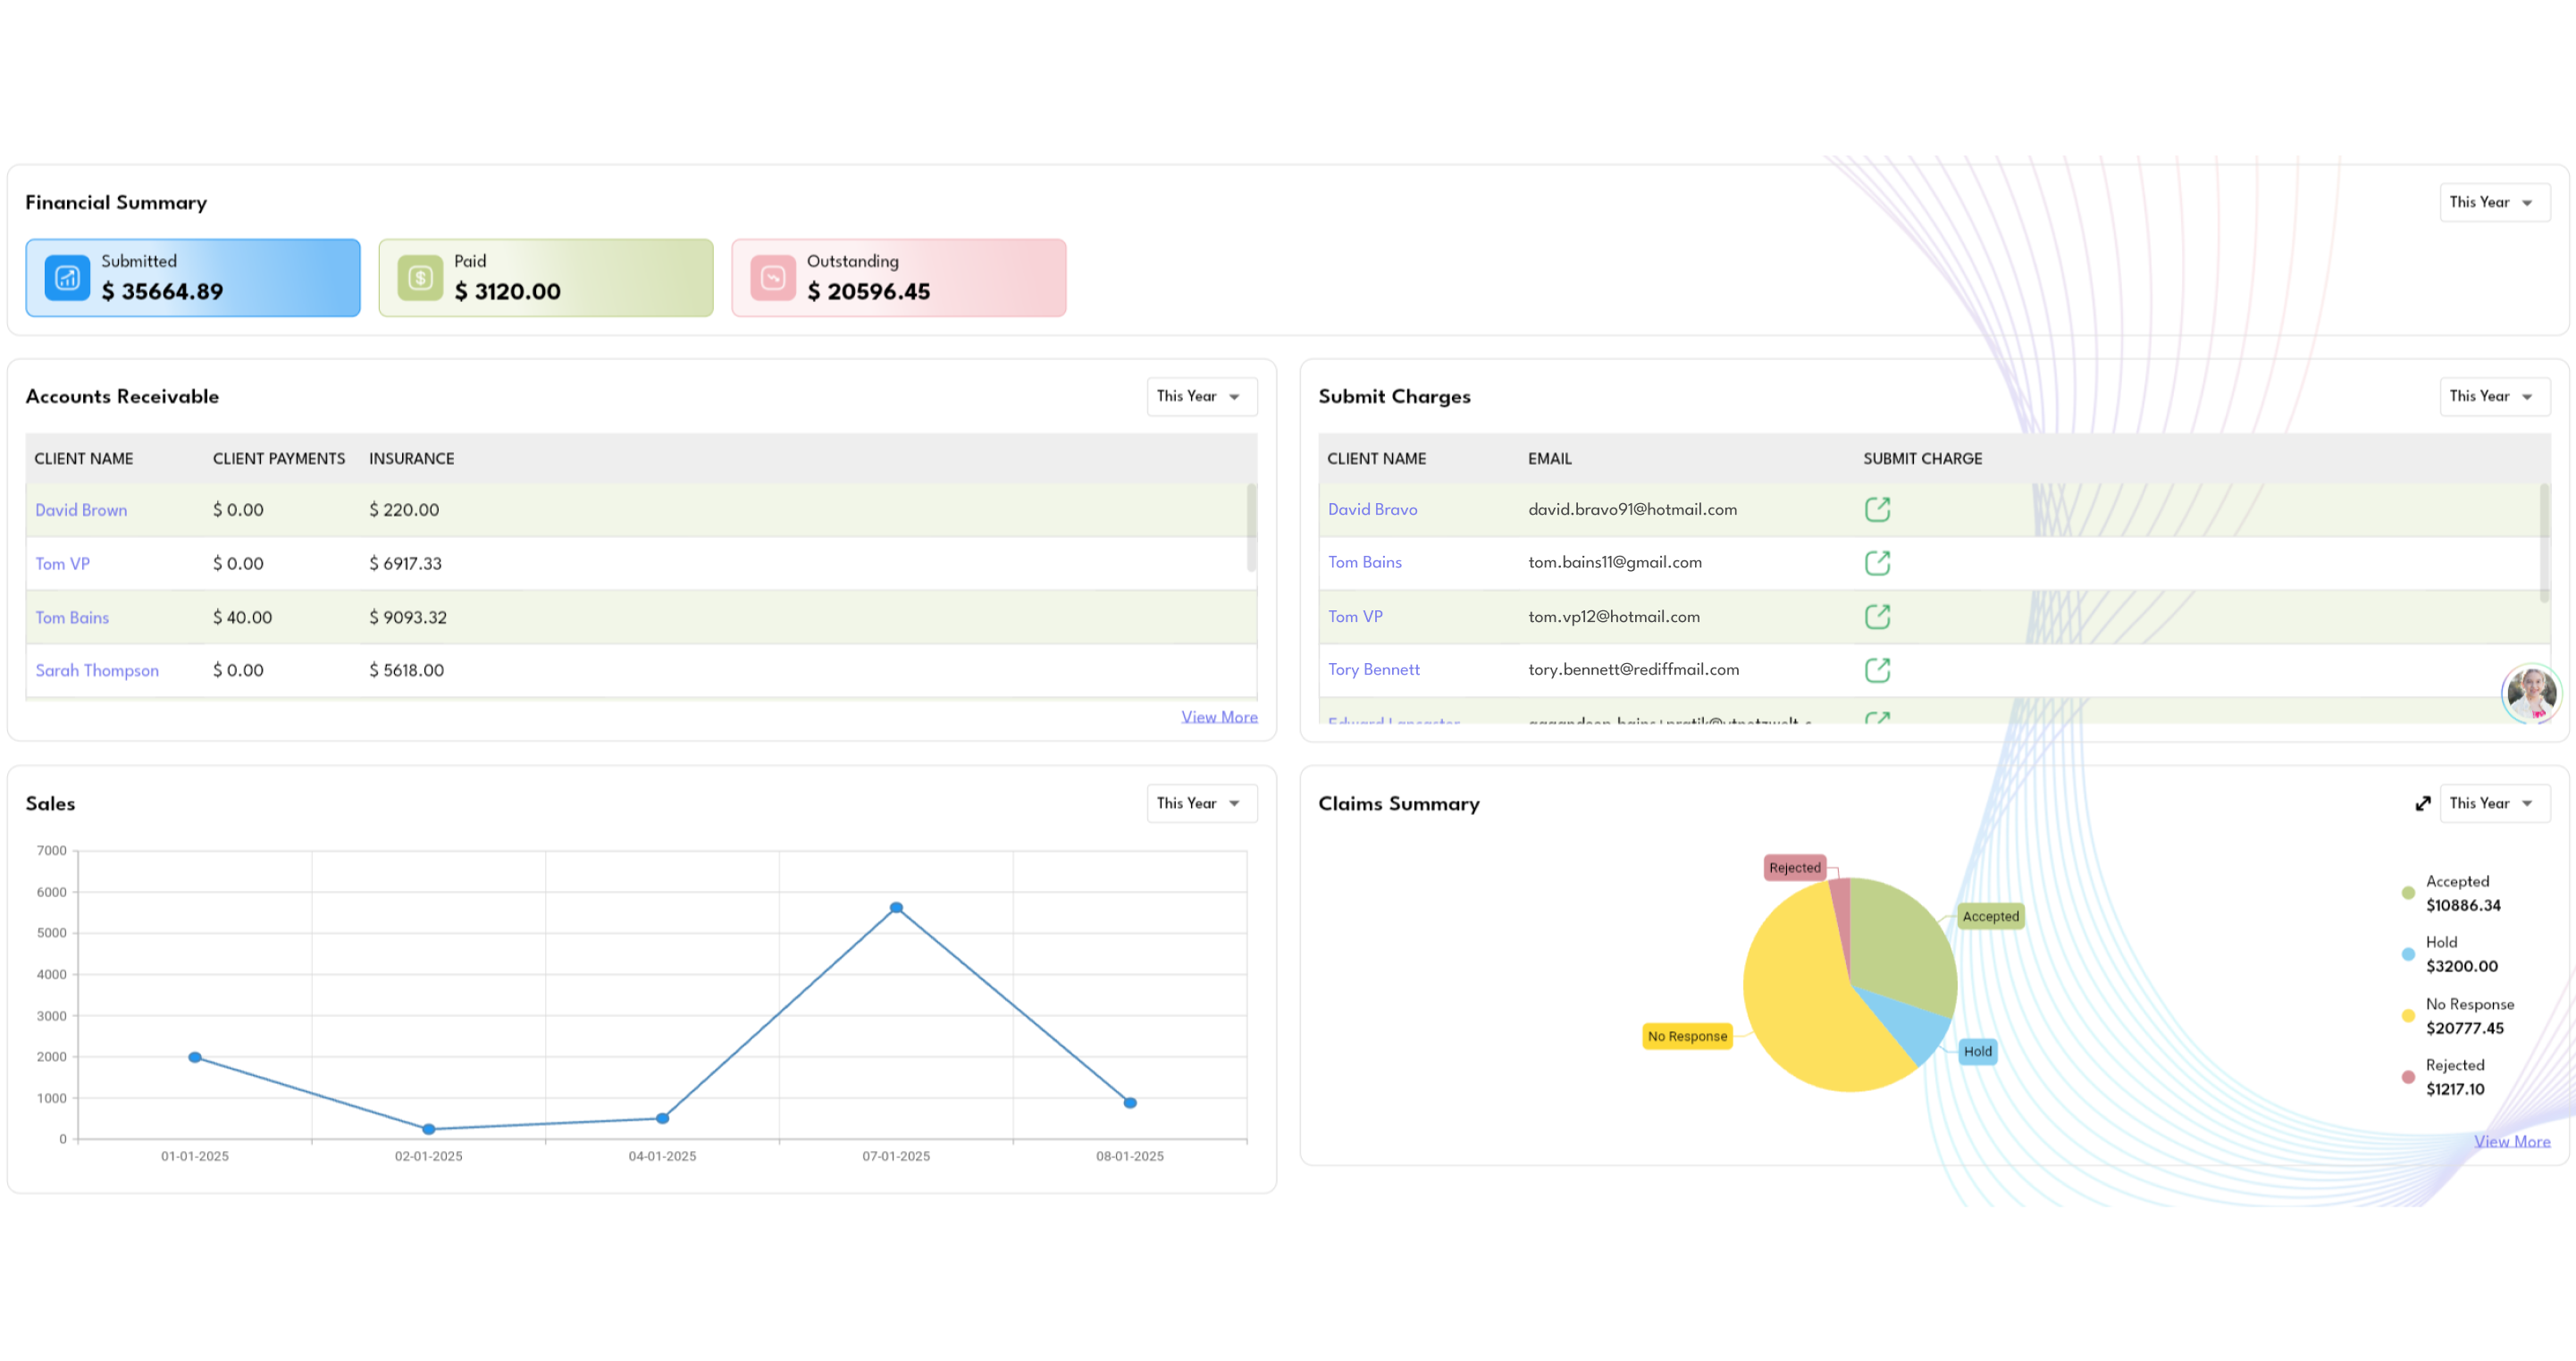 Financial Summary
This Year
Submitted
$ 35664.89
Paid
$ 3120.00
Outstanding
$ 20596.45
Accounts Receivable
This Year
CLIENT NAME CLIENT PAYMENTS INSURANCE
David Brown $ 0.00 $ 220.00
Tom VP $ 0.00 $ 6917.33
Tom Bains $ 40.00 $ 9093.32
Sarah Thompson $ 0.00 $ 5618.00
View More
Submit Charges
This Year
CLIENT NAME EMAIL SUBMIT CHARGE
David Bravo david.bravo91@hotmail.com
Tom Bains tom.bains11@gmail.com
Tom VP tom.vp12@hotmail.com
Tory Bennett tory.bennett@rediffmail.com
Edward Lancaster
Sales
This Year
7000
6000
5000
4000
3000
2000
1000
0
01-01-2025 02-01-2025 04-01-2025 07-01-2025 08-01-2025
Claims Summary
This Year
Rejected
Accepted
No Response
Hold
Accepted
$10886.34
Hold
$3200.00
No Response
$20777.45
Rejected
$1217.10
View More